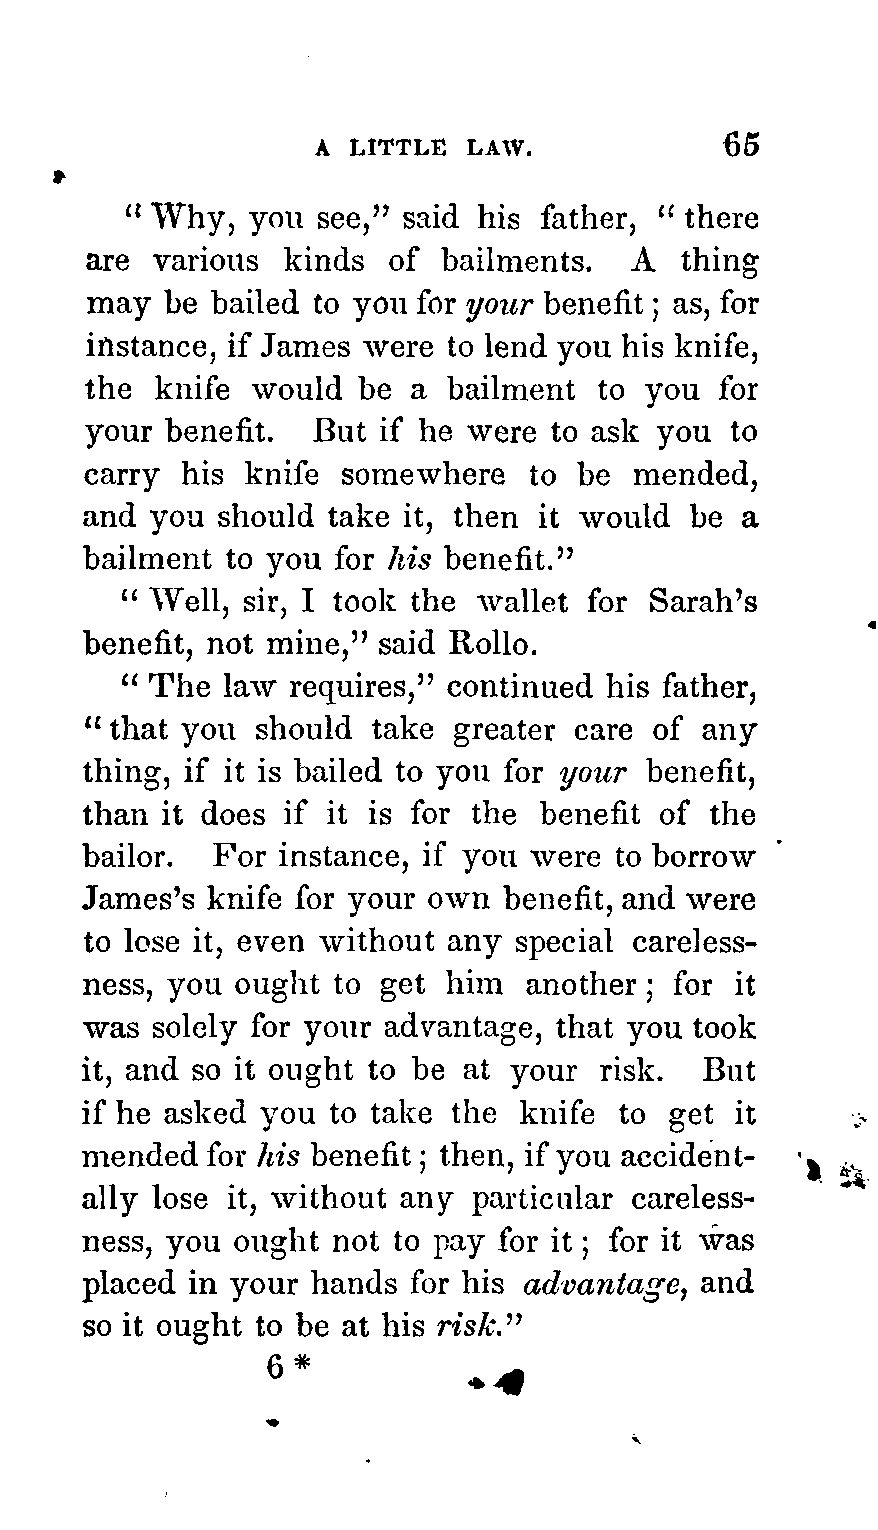 A LITTLE LAW. 65
“Why, you see,” said his father, “there
are various kinds of bailments. A thing
may be bailed to you for your benefit; as, for
instance, if James were to lend you his knife,
the knife would be a bailment to you for
your benefit. But if he were to ask you to
carry his knife somewhere to be mended,
and you should take it, then it would be a
bailment to you for his benefit.”
“Well, sir, I took the wallet for Sarah’s
benefit, not mine,” said Rollo.
“The law requires,” continued his father,
“that you should take greater care of any
thing, if it is bailed to you for your benefit,
than it does if it is for the benefit of the
bailor. For instance, if you were to borrow
James’s knife for your own benefit, and were
to lose it, even without any special careless-
ness, you ought to get him another; for it
was solely for your advantage, that you took
it, and so it ought to be at your risk. But
if he asked you to take the knife to get it
mended for his benefit; then, if you accident-
ally lose it, without any particular careless-
ness, you ought not to pay for it; for it was
placed in your hands for his advantage, and
so it ought to be at his risk.”
6*